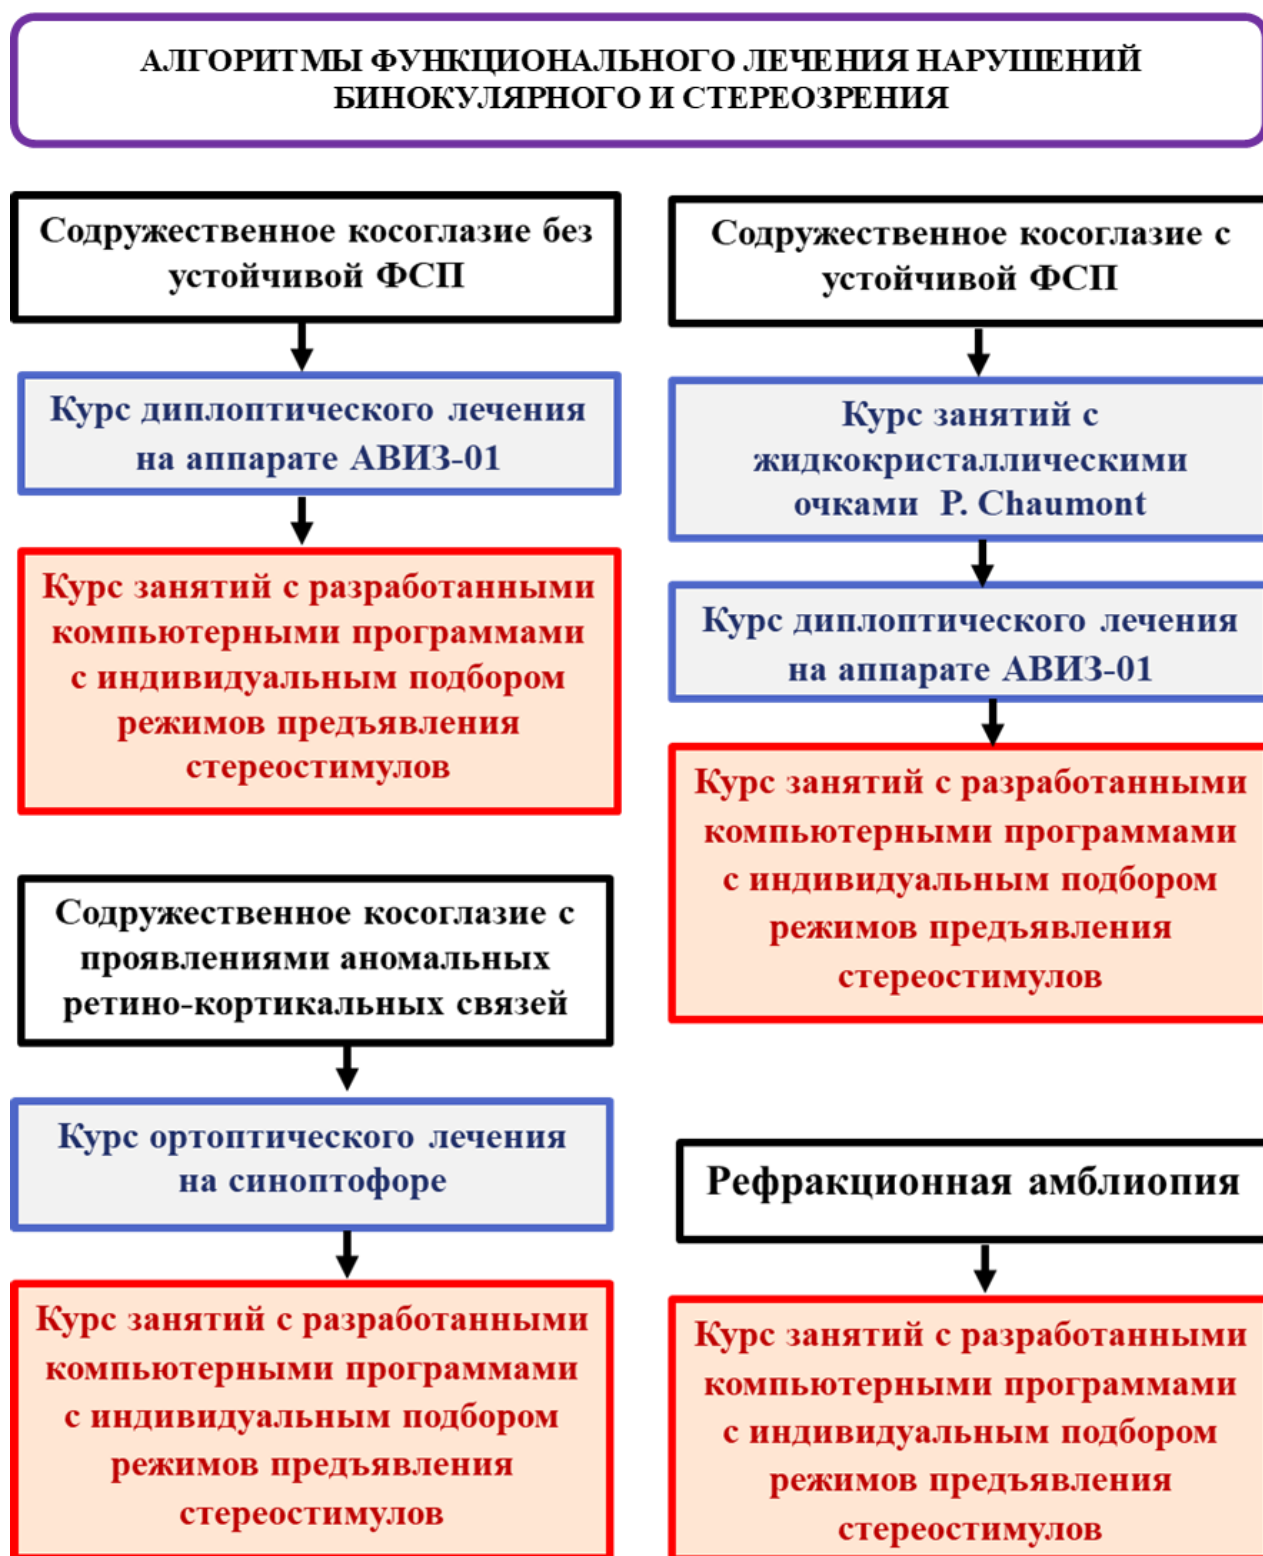 АЛГОРИТМЫ ФУНКЦИОНАЛЬНОГО ЛЕЧЕНИЯ НАРУШЕНИЙ
БИНОКУЛЯРНОГО И СТЕРЕОЗРЕНИЯ
Содружественное косоглазие без
устойчивой ФСП
Курс диплоптического лечения
на аппарате АВИЗ-01
Курс занятий с разработанными
компьютерными программами
с индивидуальным подбором
режимов предъявления
стереостимулов
Содружественное косоглазие с
устойчивой ФСП
Курс занятий с
жидкокристаллическими
очками P. Chaumont
Курс диплоптического лечения
на аппарате АВИЗ-01
Курс занятий с разработанными
компьютерными программами
с индивидуальным подбором
режимов предъявления
стереостимулов
Содружественное косоглазие с
проявлениями аномальных
ретино-кортикальных связей
Курс ортоптического лечения
на синоптофоре
Курс занятий с разработанными
компьютерными программами
с индивидуальным подбором
режимов предъявления
стереостимулов
Рефракционная амблиопия
Курс занятий с разработанными
компьютерными программами
с индивидуальным подбором
режимов предъявления
стереостимулов